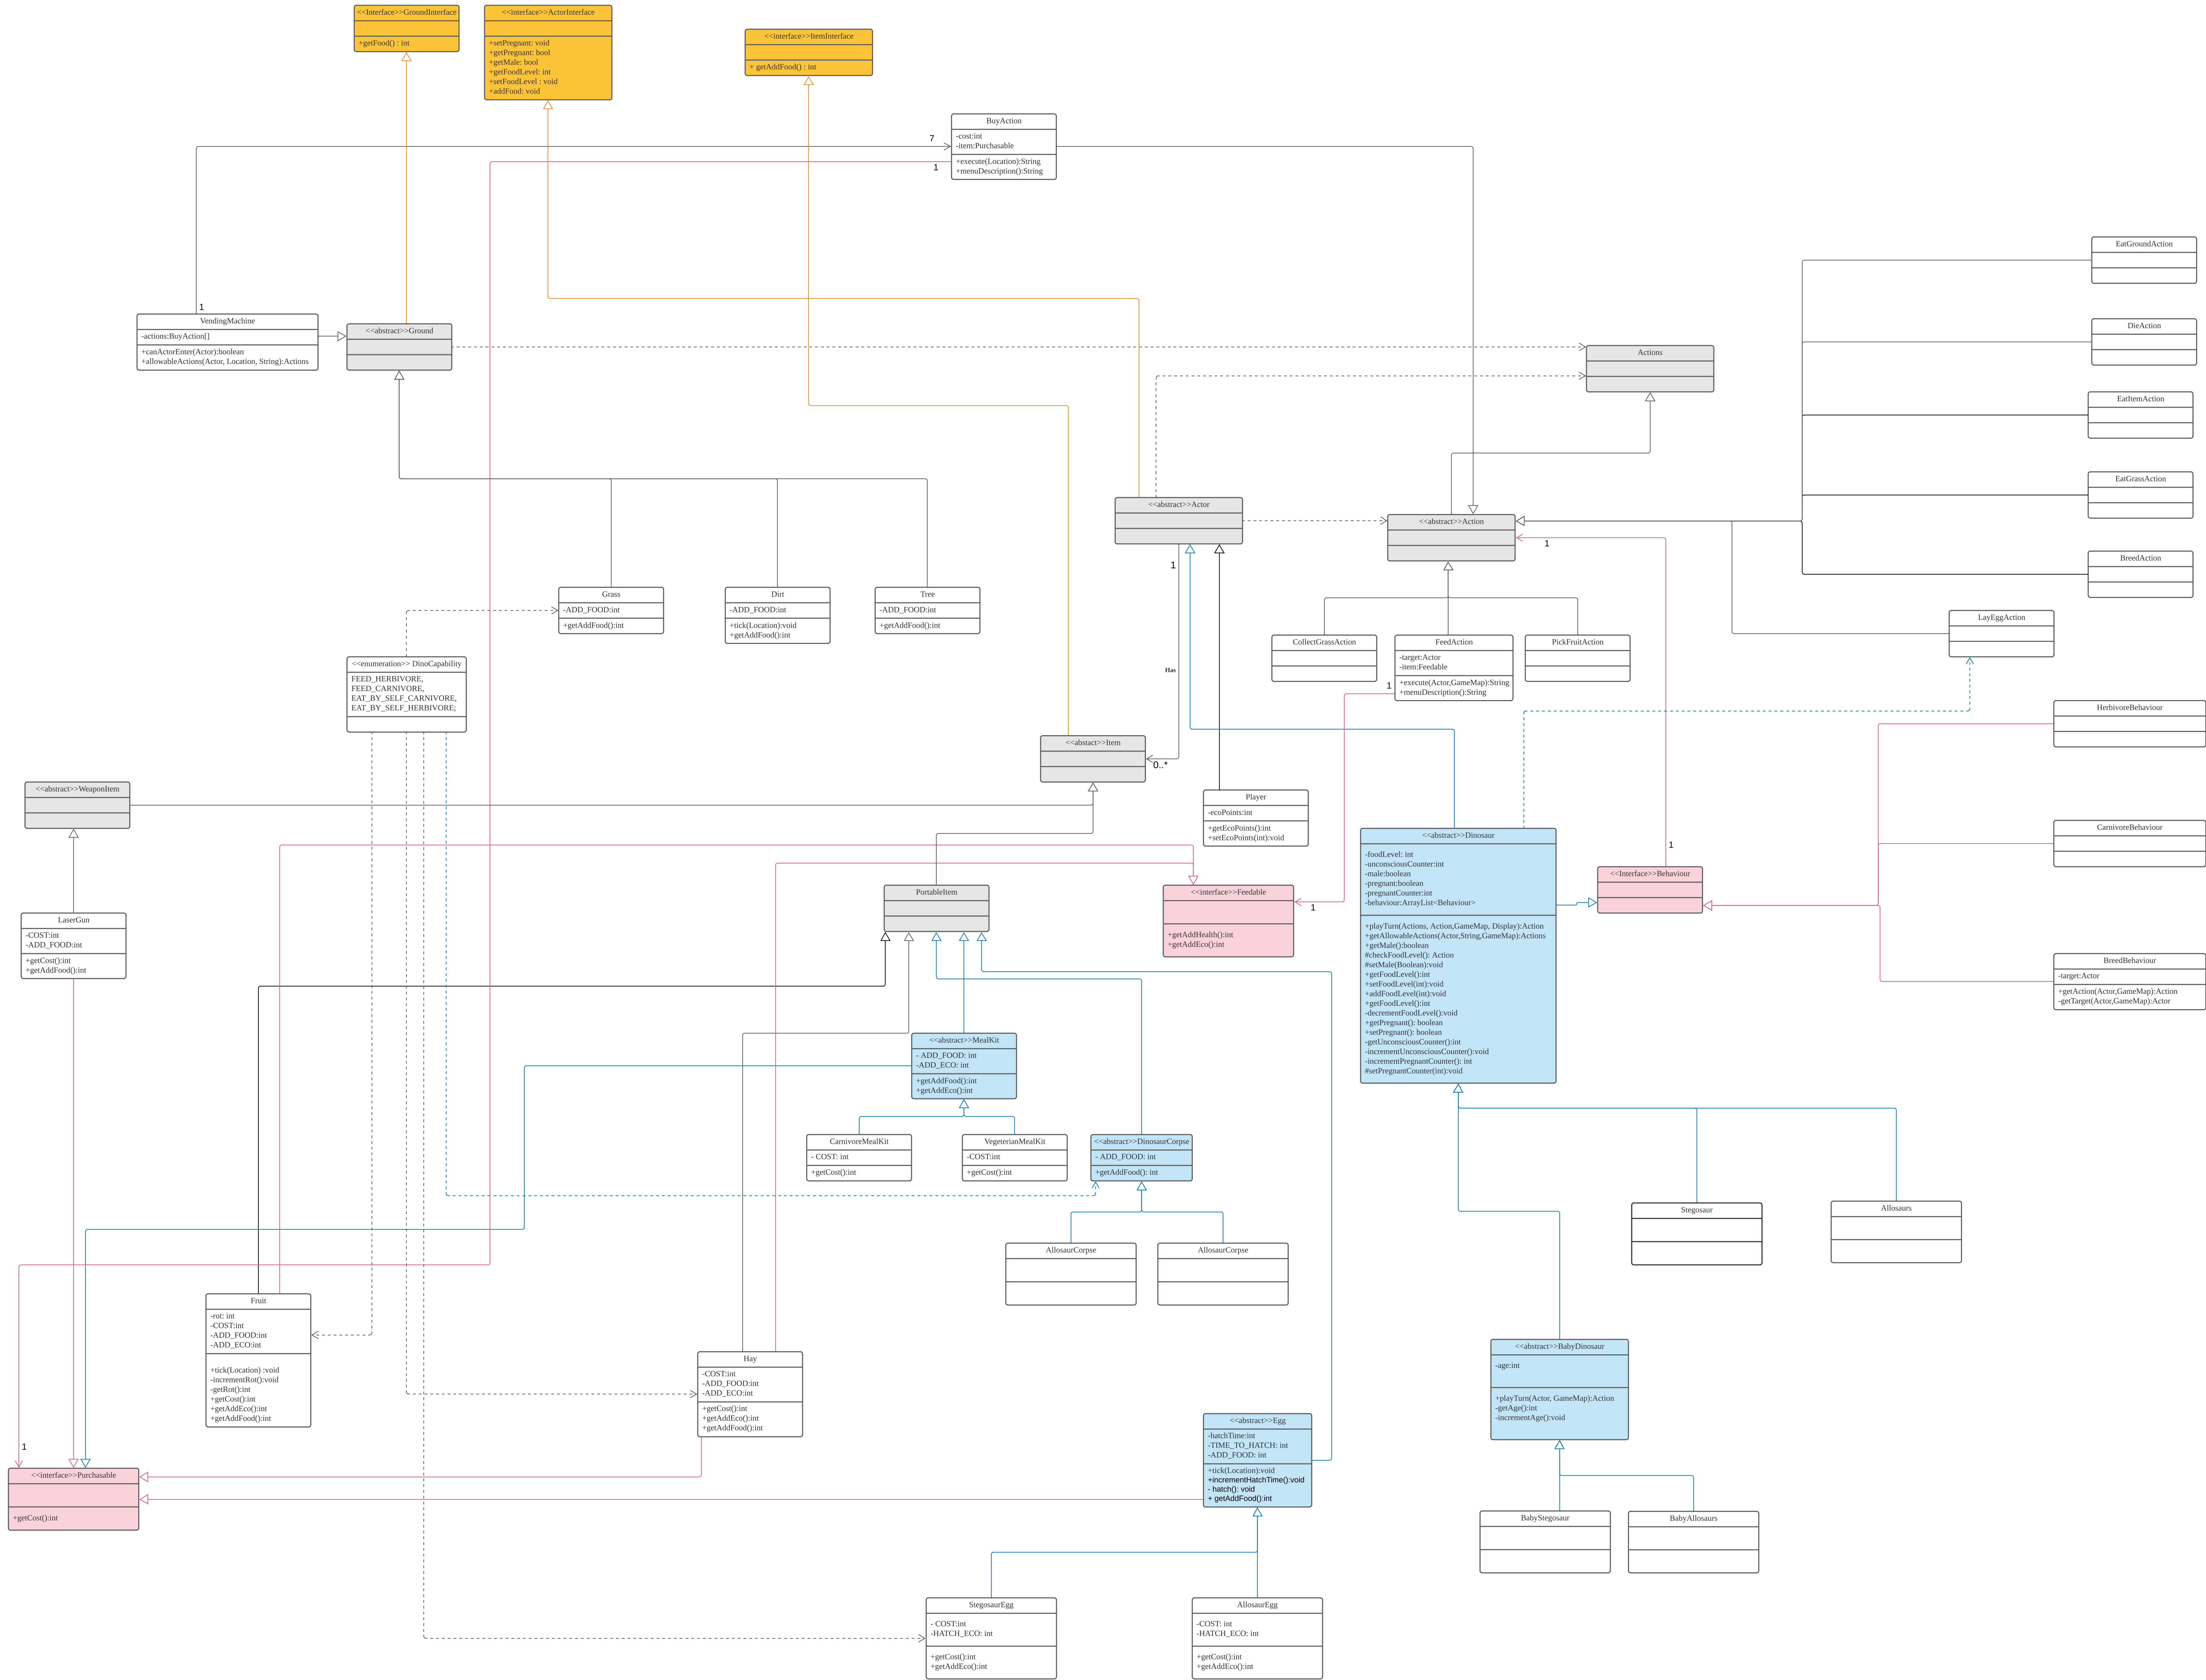 <<Interface>>GroundInterface
+getFood() : int
<<interface>>ActorInterface
+setPregnant: void
+getPregnant: bool
+getMale: bool
+getFoodLevel: int
+setFoodLevel : void
+addFood: void
<<interface>>ItemInterface
+ getAddFood() : int
BuyAction
-cost:int
-item:Purchasable
+execute(Location):String
+menuDescription():String
7
1
1
VendingMachine
-actions:BuyAction[]
+canActorEnter(Actor):boolean
+allowableActions(Actor, Location, String):Actions
<<abstract>>Ground
Actions
EatGroundAction
DieAction
EatItemAction
EatGrassAction
BreedAction
LayEggAction
<<abstract>>Actor
<<abstract>>Action
1
1
Has
0..*
Grass
-ADD_FOOD:int
+getAddFood():int
Dirt
-ADD_FOOD:int
+tick(Location):void
+getAddFood():int
Tree
-ADD_FOOD:int
+getAddFood():int
CollectGrassAction
FeedAction
-target:Actor
-item:Feedable
+execute(Actor,GameMap):String
+menuDescription():String
1
PickFruitAction
<<enumeration>> DinoCapability
FEED_HERBIVORE,
FEED_CARNIVORE,
EAT_BY_SELF_CARNIVORE,
EAT_BY_SELF_HERBIVORE;
<<abstact>>Item
HerbivoreBehaviour
CarnivoreBehaviour
BreedBehaviour
-target:Actor
+getAction(Actor,GameMap):Action
-getTarget(Actor,GameMap):Actor
<<abstract>>WeaponItem
Player
-ecoPoints:int
+getEcoPoints():int
+setEcoPoints(int):void
<<abstract>>Dinosaur
-foodLevel: int
-unconsciousCounter:int
-male:boolean
-pregnant:boolean
-pregnantCounter:int
-behaviour:ArrayList<Behaviour>
+playTurn(Actions, Action,GameMap, Display):Action
+getAllowableActions(Actor,String,GameMap):Actions
+getMale():boolean
#checkFoodLevel(): Action
#setMale(Boolean):void
+getFoodLevel():int
+setFoodLevel(int):void
+addFoodLevel(int):void
+getFoodLevel():int
-decrementFoodLevel():void
+getPregnant(): boolean
+setPregnant(): boolean
-getUnconsciousCounter():int
-incrementUnconsciousCounter():void
-incrementPregnantCounter(): int
#setPregnantCounter(int):void
1
<<Interface>>Behaviour
LaserGun
-COST:int
-ADD_FOOD:int
+getCost():int
+getAddFood():int
PortableItem
<<interface>>Feedable
+getAddHealth():int
+getAddEco():int
1
<<abstract>>MealKit
- ADD_FOOD: int
-ADD_ECO: int
+getAddFood():int
+getAddEco():int
CarnivoreMealKit
- COST: int
+getCost():int
VegeterianMealKit
-COST:int
+getCost():int
<<abstract>>DinosaurCorpse
- ADD_FOOD: int
+getAddFood(): int
AllosaurCorpse
AllosaurCorpse
Stegosaur
Allosaurs
Fruit
-rot: int
-COST:int
-ADD_FOOD:int
-ADD_ECO:int
+tick(Location) :void
-incrementRot():void
-getRot():int
+getCost():int
+getAddEco():int
+getAddFood():int
Hay
-COST:int
-ADD_FOOD:int
-ADD_ECO:int
+getCost():int
+getAddEco():int
+getAddFood():int
<<abstract>>BabyDinosaur
-age:int
+playTurn(Actor, GameMap):Action
-getAge():int
-incrementAge():void
<<abstract>>Egg
-hatchTime:int
-TIME_TO_HATCH: int
-ADD_FOOD: int
+tick(Location):void
+incrementHatchTime():void
- hatch(): void
+ getAddFood():int
1
<<interface>>Purchasable
+getCost():int
BabyStegosaur
BabyAllosaurs
StegosaurEgg
- COST:int
-HATCH_ECO: int
+getCost():int
+getAddEco():int
AllosaurEgg
-COST: int
-HATCH_ECO: int
+getCost():int
+getAddEco():int